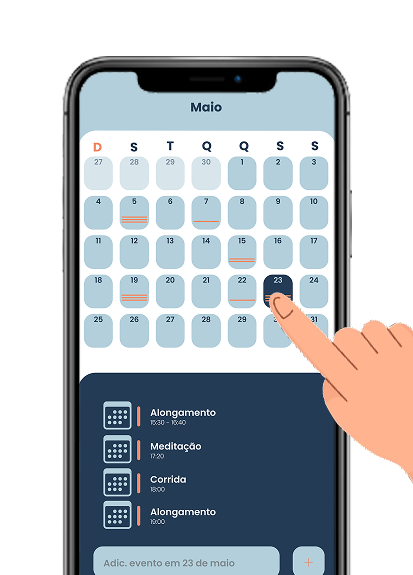 Maio
D S T Q Q S S
27 28 29 30 1 2 3
4 5 6 7 8 9 10
11 12 13 14 15 16 17
18 19 20 21 22 23 24
25 26 27 28 29 31
Alongamento
15:30 - 16:40
Meditação
17:20
Corrida
18:00
Alongamento
19:00
Adic. evento em 23 de maio
+